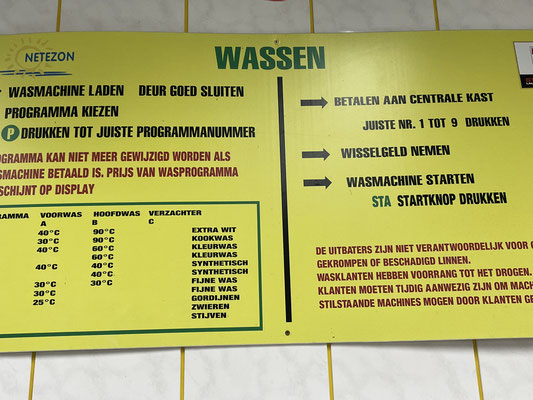 NETEZON
WASSEN
WASMACHINE LADEN DEUR GOED SLUITEN
PROGRAMMA KIEZEN
P DRUKKEN TOT JUISTE PROGRAMMANUMMER
OGRAMMA KAN NIET MEER GEWIJZIGD WORDEN ALS
SMACHINE BETAALD IS. PRIJS VAN WASPROGRAMMA
SCHIJNT OP DISPLAY
RAMMA VOORWAS HOOFDWAS VERZACHTER
A B C
40°C 90°C EXTRA WIT
30°C 90°C KOOKWAS
40°C 60°C KLEURWAS
60°C KLEURWAS
40°C 40°C SYNTHETISCH
40°C SYNTHETISCH
30°C 30°C FIJNE WAS
30°C FIJNE WAS
25°C GORDIJNEN
ZWIEREN
STIJVEN
BETALEN AAN CENTRALE KAST
JUISTE NR. 1 TOT 9 DRUKKEN
WISSELGELD NEMEN
WASMACHINE STARTEN
STA STARTKNOP DRUKKEN
DE UITBATERS ZIJN NIET VERANTWOORDELIJK VOOR
GEKROMPEN OF BESCHADIGD LINNEN.
WASKLANTEN HEBBEN VOORRANG TOT HET DROGEN.
KLANTEN MOETEN TIJDIG AANWEZIG ZIJN OM MACH
STILSTAANDE MACHINES MOGEN DOOR KLANTEN GE